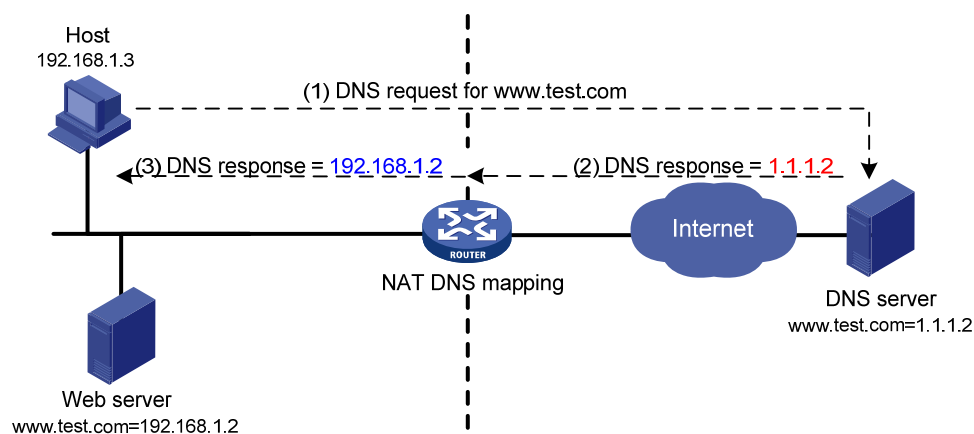 Host
192.168.1.3
(1) DNS request for www.test.com
(3) DNS response = 192.168.1.2
(2) DNS response = 1.1.1.2
Internet
ROUTER
NAT DNS mapping
DNS server
www.test.com=1.1.1.2
Web server
www.test.com=192.168.1.2